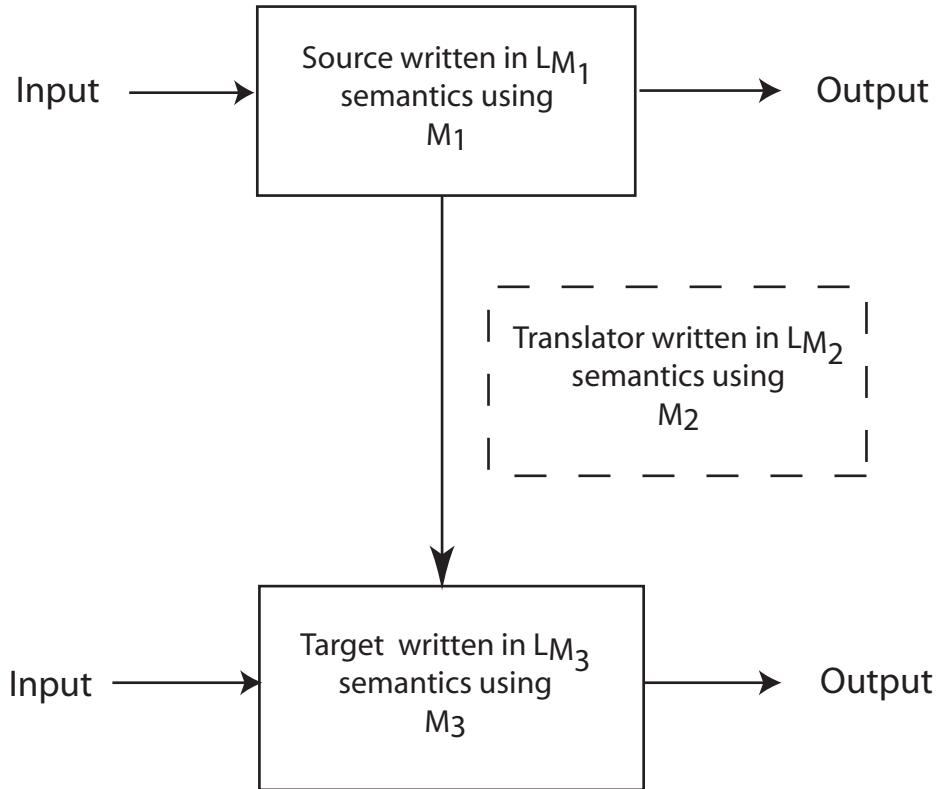 Source written in LM1
semantics using
M1
Input
Output
Translator written in LM2
semantics using
M2
Target written in LM3
semantics using
M3
Input
Output